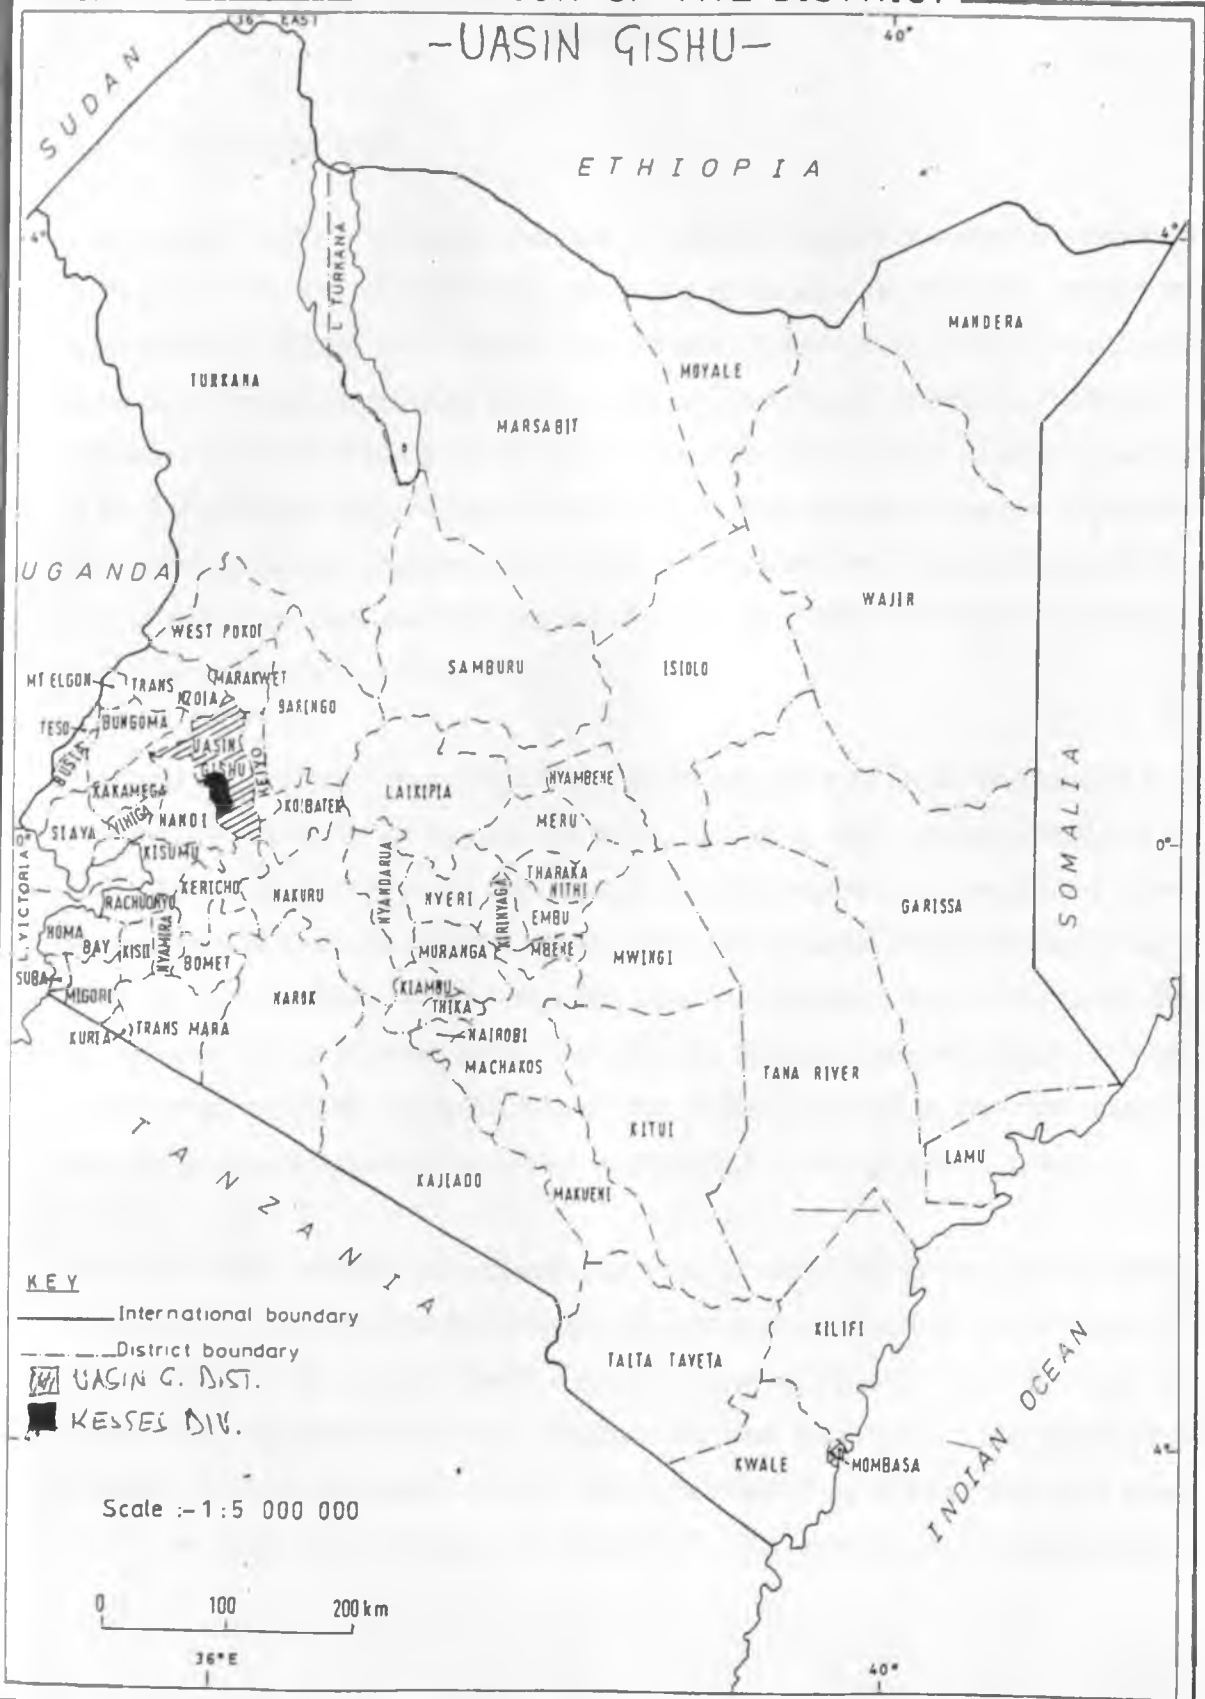 OF THE DISTRICT
36° EAST
-UASIN GISHU-
40°
SUDAN
ETHIOPIA
4°
4°
L TURKANA
MANDERA
TURKANA
MOYALE
MARSABIT
UGANDA
WAJIR
WEST POKOT
SAMBURU
ISIOLO
MT ELGON
TRANS
NZOIA
MARAKWET
BARINGO
TESO
BUNGOMA
UASIN
GISHU
KEIYO
BUSIA
KAKAMEGA
KOIBATEK
LAIKIPIA
NYAMBENE
SOMALIA
SIAYA
VIHIGA
NANDI
MERU
0°
0°
KISUMU
L. VICTORIA
KERICHO
NAKURU
NYANDARUA
NYERI
KIRINYAGA
THARAKA
NITHI
GARISSA
RACHUONYO
EMBU
HOMA
BAY
KISII
NYAMIRA
BOMET
MURANGA
MBERE
MWINGI
SUBA
MIGORI
NAROK
KIAMBU
THIKA
KURIA
TRANS MARA
NAIROBI
MACHAKOS
TANA RIVER
KITUI
LAMU
TANZANIA
KAJIADO
MAKUENI
KEY
International boundary
District boundary
UASIN G. DIST.
KESSES DIV.
KILIFI
TAITA TAVETA
INDIAN OCEAN
4°
4°
KWALE
MOMBASA
Scale :- 1:5 000 000
0 100 200 km
36°E
40°